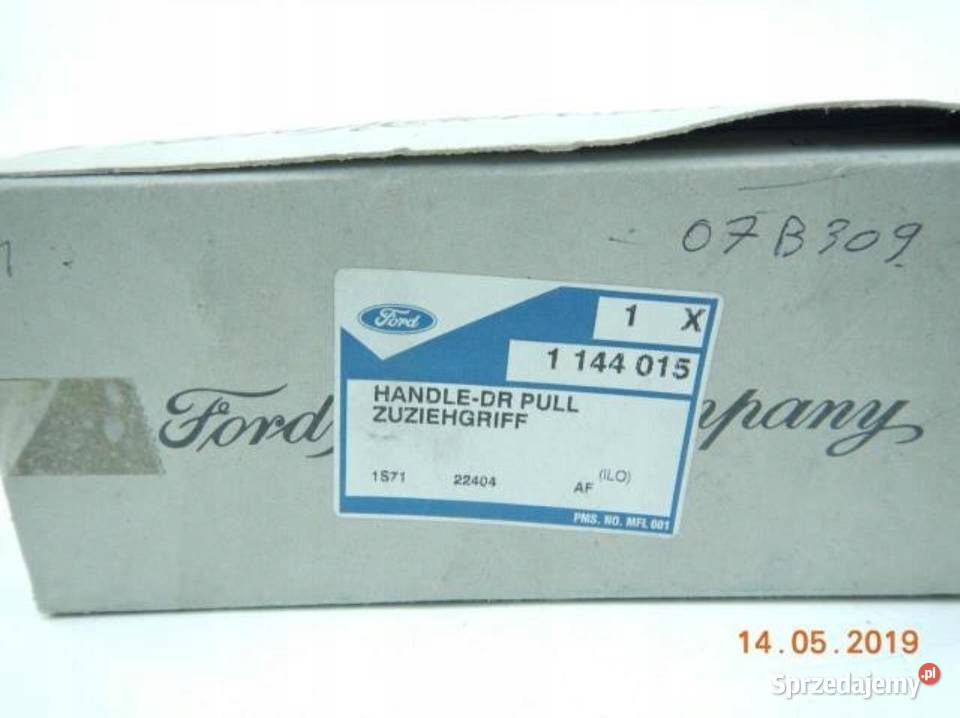 07B309
Ford
1 X
1 144 015
HANDLE-DR PULL
ZUZIEHGRIFF
1S71 22404 AF (ILO)
PMS. NO. MFL 001
Ford mpany
14.05.2019
Sprzedajemy.pl